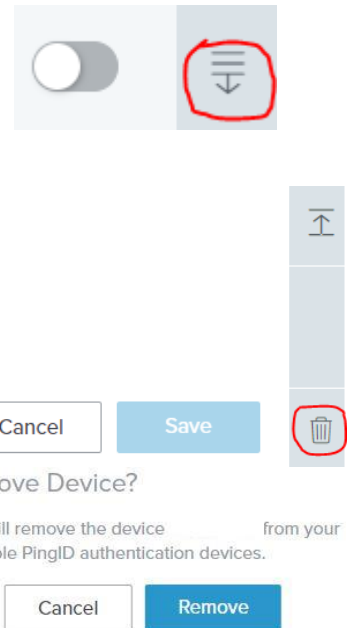 Cancel Save
ove Device?
ll remove the device from your
le PingID authentication devices.
Cancel Remove